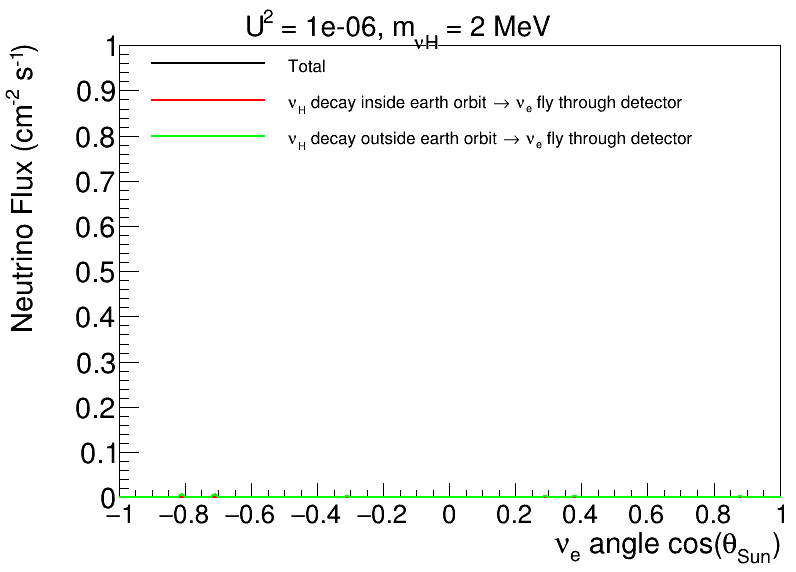 U² = 1e-06, m_νH = 2 MeV
Neutrino Flux (cm⁻² s⁻¹)
Total
ν_H decay inside earth orbit → ν_e fly through detector
ν_H decay outside earth orbit → ν_e fly through detector
1
0.9
0.8
0.7
0.6
0.5
0.4
0.3
0.2
0.1
0
−1 −0.8 −0.6 −0.4 −0.2 0 0.2 0.4 0.6 0.8 1
ν_e angle cos(θ_Sun)